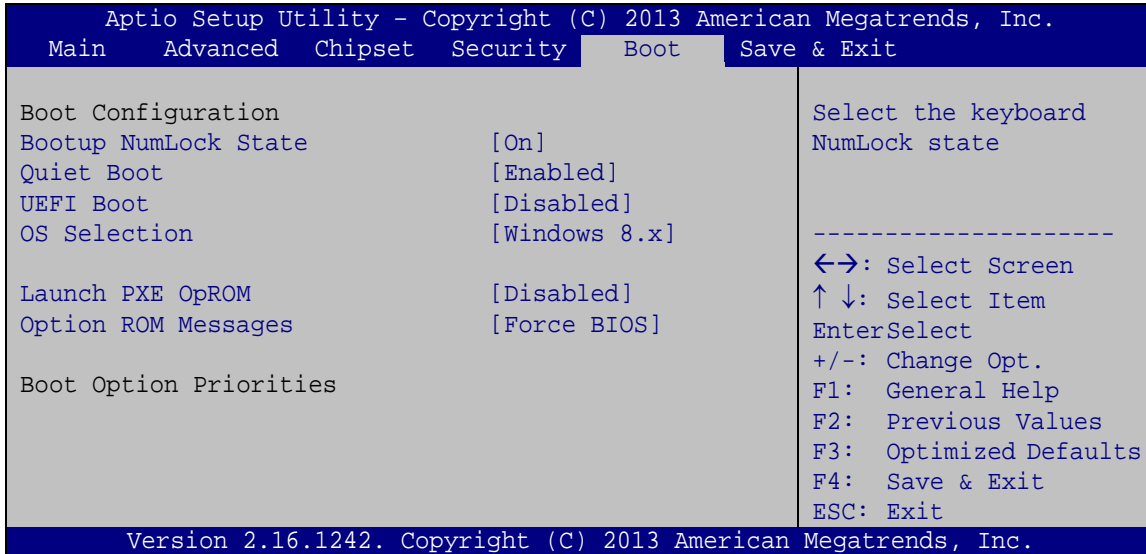 Aptio Setup Utility – Copyright (C) 2013 American Megatrends, Inc.
Main Advanced Chipset Security Boot Save & Exit
Boot Configuration
Bootup NumLock State [On]
Quiet Boot [Enabled]
UEFI Boot [Disabled]
OS Selection [Windows 8.x]
Launch PXE OpROM [Disabled]
Option ROM Messages [Force BIOS]
Boot Option Priorities
Select the keyboard
NumLock state
---------------------
←→: Select Screen
↑ ↓: Select Item
EnterSelect
+/-: Change Opt.
F1: General Help
F2: Previous Values
F3: Optimized Defaults
F4: Save & Exit
ESC: Exit
Version 2.16.1242. Copyright (C) 2013 American Megatrends, Inc.